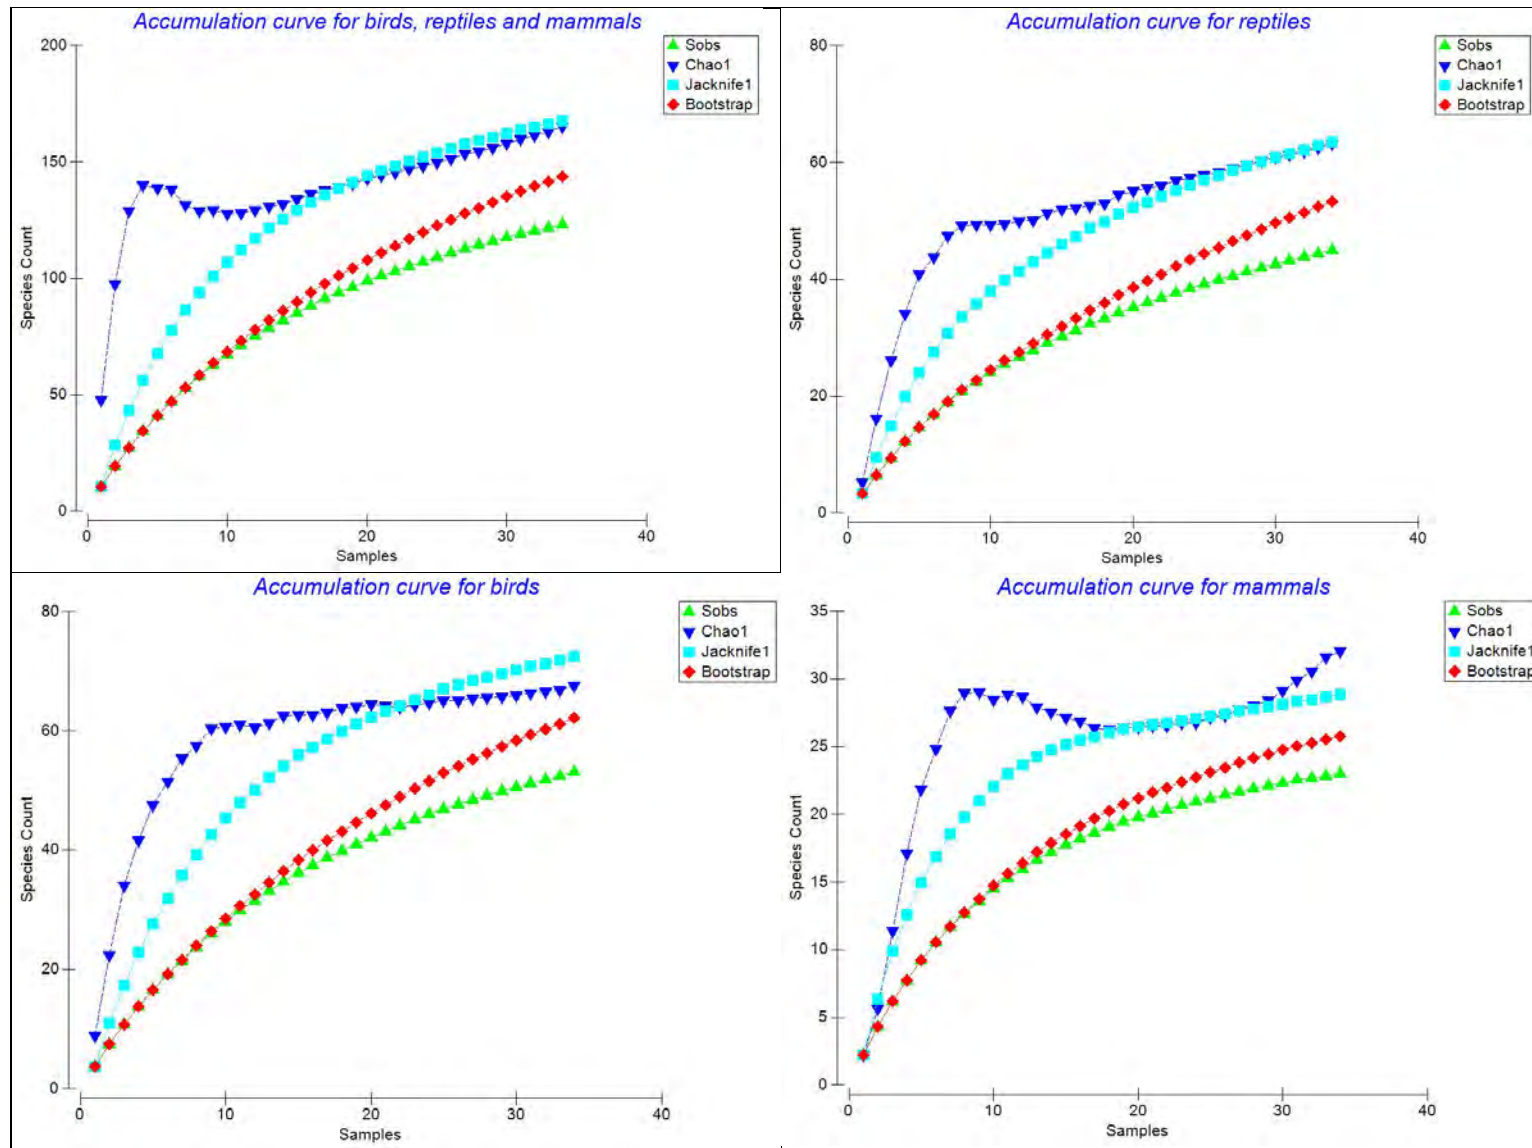 Accumulation curve for birds, reptiles and mammals
200
150
100
50
0
Species Count
0 10 20 30 40
Samples
Sobs
Chao1
Jacknife1
Bootstrap
Accumulation curve for reptiles
80
60
40
20
0
Species Count
0 10 20 30 40
Samples
Sobs
Chao1
Jacknife1
Bootstrap
Accumulation curve for birds
80
60
40
20
0
Species Count
0 10 20 30 40
Samples
Sobs
Chao1
Jacknife1
Bootstrap
Accumulation curve for mammals
35
30
25
20
15
10
5
0
Species Count
0 10 20 30 40
Samples
Sobs
Chao1
Jacknife1
Bootstrap